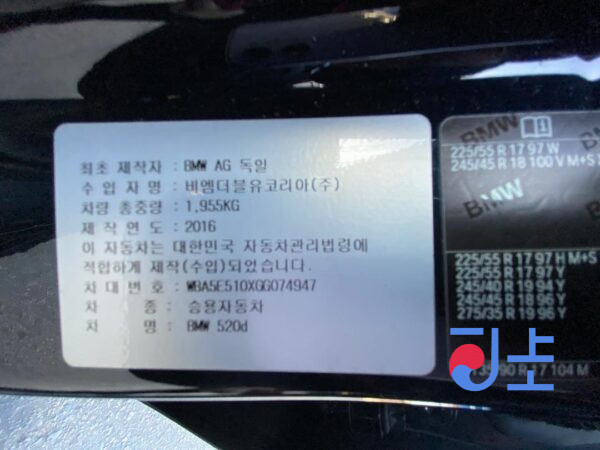 최초 제작자 : BMW AG 독일
수 입 자 명 : 비엠더블유코리아(주)
차량 총중량 : 1,955KG
제 작 연 도 : 2016
이 자동차는 대한민국 자동차관리법령에
적합하게 제작(수입)되었습니다.
차 대 번 호 : WBA5E510XGG074947
차 종 : 승용자동차
차 명 : BMW 520d
BMW
225/55 R 17 97 W
245/45 R 18 100 V M+S
BMW
225/55 R 17 97 H M+S
225/55 R 17 97 Y
245/40 R 19 94 Y
245/45 R 18 96 Y
275/35 R 19 96 Y
R 17 104 M